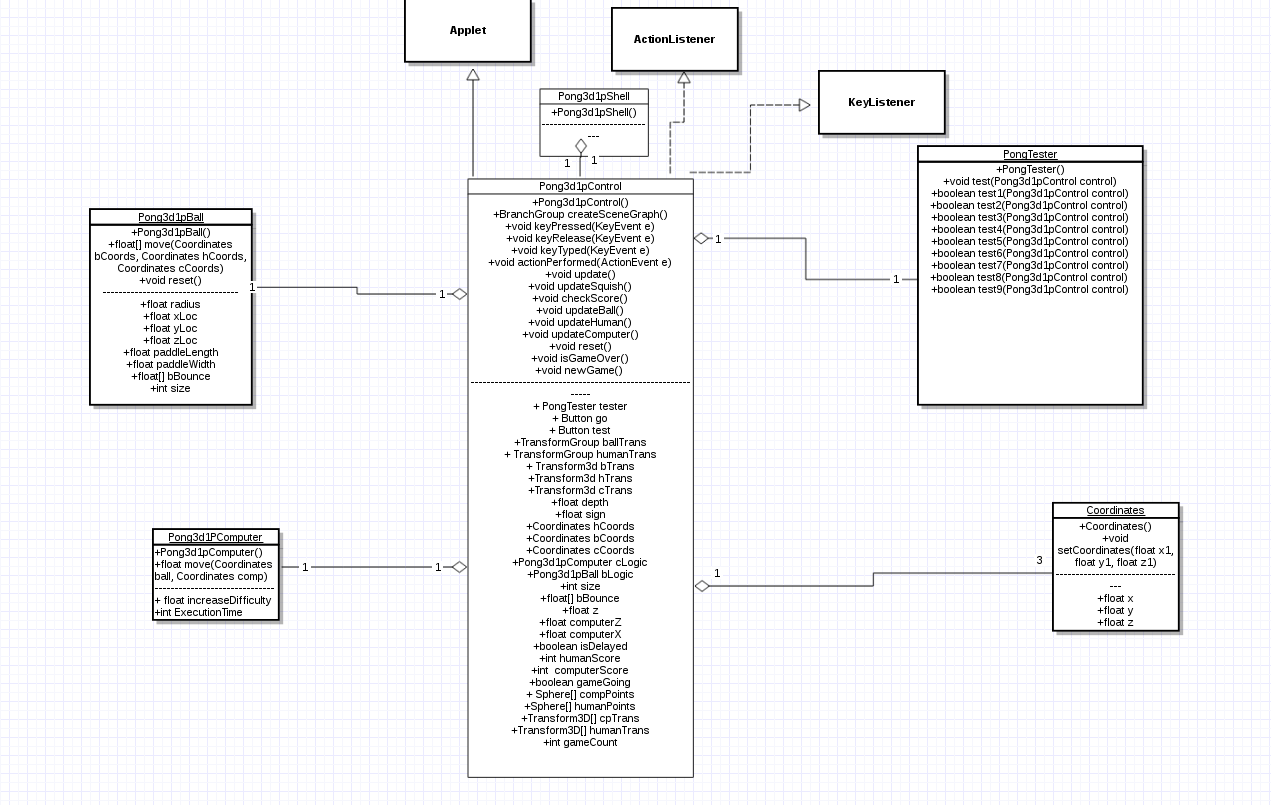 Applet
ActionListener
KeyListener
Pong3d1pShell
+Pong3d1pShell()
---
1
1
PongTester
+PongTester()
+void test(Pong3d1pControl control)
+boolean test1(Pong3d1pControl control)
+boolean test2(Pong3d1pControl control)
+boolean test3(Pong3d1pControl control)
+boolean test4(Pong3d1pControl control)
+boolean test5(Pong3d1pControl control)
+boolean test6(Pong3d1pControl control)
+boolean test7(Pong3d1pControl control)
+boolean test8(Pong3d1pControl control)
+boolean test9(Pong3d1pControl control)
Pong3d1pBall
+Pong3d1pBall()
+float[] move(Coordinates
bCoords, Coordinates hCoords,
Coordinates cCoords)
+void reset()
+float radius
+float xLoc
+float yLoc
+float zLoc
+float paddleLength
+float paddleWidth
+float[] bBounce
+int size
1
1
Pong3d1pControl
+Pong3d1pControl()
+BranchGroup createSceneGraph()
+void keyPressed(KeyEvent e)
+void keyRelease(KeyEvent e)
+void keyTyped(KeyEvent e)
+void actionPerformed(ActionEvent e)
+void update()
+void updateSquish()
+void checkScore()
+void updateBall()
+void updateHuman()
+void updateComputer()
+void reset()
+void isGameOver()
+void newGame()
-----
+ PongTester tester
+ Button go
+ Button test
+TransformGroup ballTrans
+ TransformGroup humanTrans
+ Transform3d bTrans
+Transform3d hTrans
+Transform3d cTrans
+float depth
+float sign
+Coordinates hCoords
+Coordinates bCoords
+Coordinates cCoords
+Pong3d1pComputer cLogic
+Pong3d1pBall bLogic
+int size
+float[] bBounce
+float z
+float computerZ
+float computerX
+boolean isDelayed
+int humanScore
+int computerScore
+boolean gameGoing
+ Sphere[] compPoints
+Sphere[] humanPoints
+Transform3D[] cpTrans
+Transform3D[] humanTrans
+int gameCount
1
1
Pong3d1PComputer
+Pong3d1pComputer()
+float move(Coordinates
ball, Coordinates comp)
+ float increaseDifficulty
+int ExecutionTime
1
1
1
3
Coordinates
+Coordinates()
+void
setCoordinates(float x1,
float y1, float z1)
---
+float x
+float y
+float z